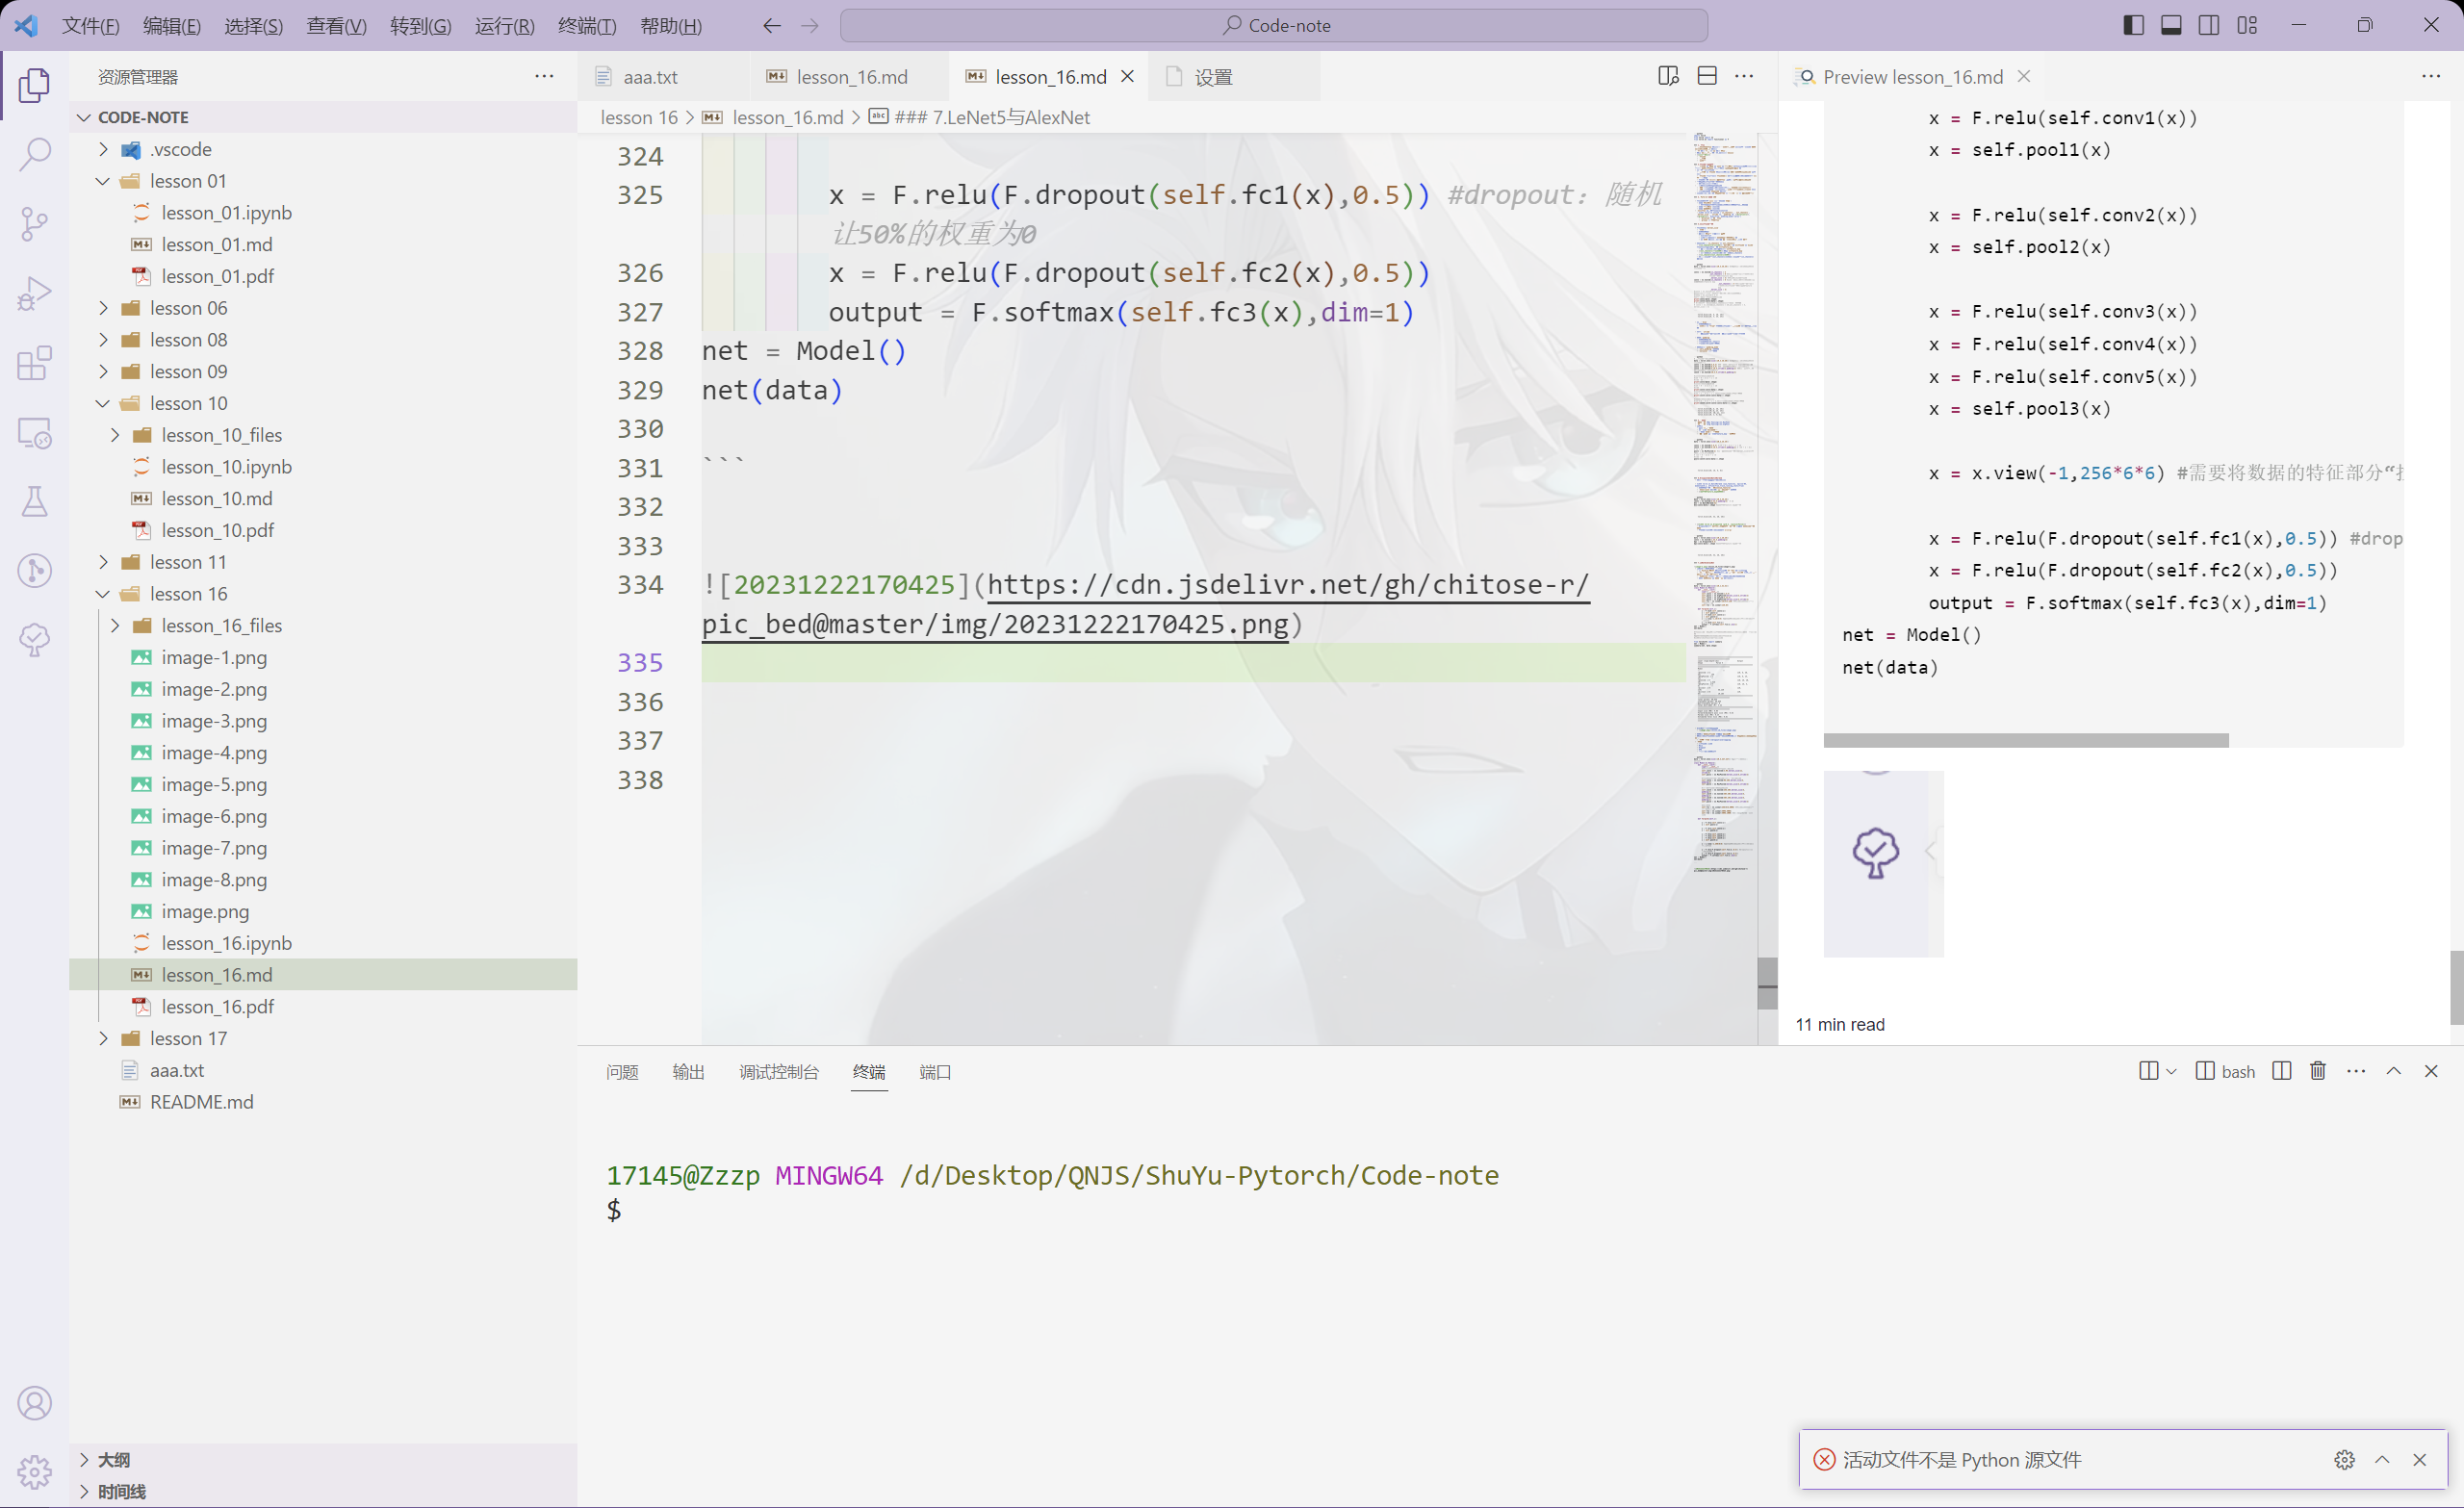 文件(F) 编辑(E) 选择(S) 查看(V) 转到(G) 运行(R) 终端(T) 帮助(H)
Code-note
资源管理器
CODE-NOTE
.vscode
lesson 01
lesson_01.ipynb
lesson_01.md
lesson_01.pdf
lesson 06
lesson 08
lesson 09
lesson 10
lesson_10_files
lesson_10.ipynb
lesson_10.md
lesson_10.pdf
lesson 11
lesson 16
lesson_16_files
image-1.png
image-2.png
image-3.png
image-4.png
image-5.png
image-6.png
image-7.png
image-8.png
image.png
lesson_16.ipynb
lesson_16.md
lesson_16.pdf
lesson 17
aaa.txt
README.md
大纲
时间线
aaa.txt lesson_16.md lesson_16.md 设置
lesson 16 > lesson_16.md > ### 7.LeNet5与AlexNet
324
325 x = F.relu(F.dropout(self.fc1(x),0.5)) #dropout：随机
让50%的权重为0
326 x = F.relu(F.dropout(self.fc2(x),0.5))
327 output = F.softmax(self.fc3(x),dim=1)
328 net = Model()
329 net(data)
330
331 ```
332
333
334 ![20231222170425](https://cdn.jsdelivr.net/gh/chitose-r/
pic_bed@master/img/20231222170425.png)
335
336
337
338
Preview lesson_16.md
x = F.relu(self.conv1(x))
x = self.pool1(x)
x = F.relu(self.conv2(x))
x = self.pool2(x)
x = F.relu(self.conv3(x))
x = F.relu(self.conv4(x))
x = F.relu(self.conv5(x))
x = self.pool3(x)
x = x.view(-1,256*6*6) #需要将数据的特征部分“
x = F.relu(F.dropout(self.fc1(x),0.5)) #drop
x = F.relu(F.dropout(self.fc2(x),0.5))
output = F.softmax(self.fc3(x),dim=1)
net = Model()
net(data)
11 min read
问题 输出 调试控制台 终端 端口
bash
17145@Zzzp MINGW64 /d/Desktop/QNJS/ShuYu-Pytorch/Code-note
$
活动文件不是 Python 源文件